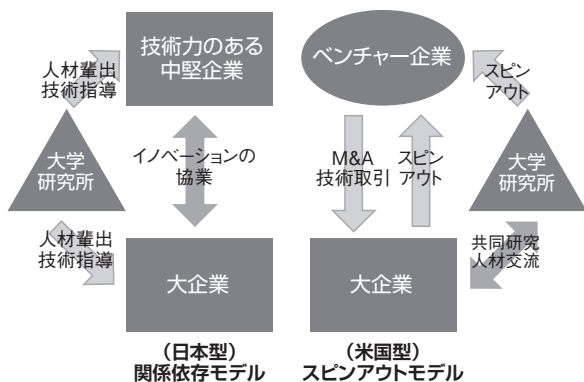 技術力のある
中堅企業
人材輩出
技術指導
大学
研究所
イノベーションの
協業
人材輩出
技術指導
大企業
(日本型)
関係依存モデル
ベンチャー企業
スピン
アウト
M&A
技術取引
スピン
アウト
大学
研究所
共同研究
人材交流
大企業
(米国型)
スピンアウトモデル